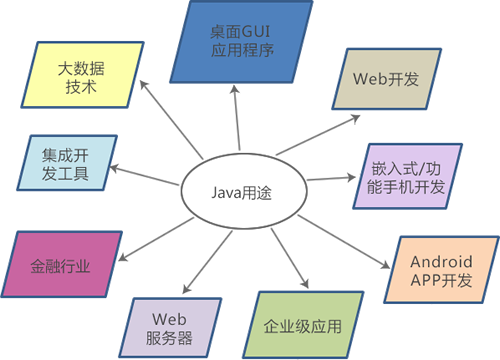 桌面GUI
应用程序
大数据
技术
Web开发
集成开
发工具
Java用途
嵌入式/功
能手机开发
金融行业
Android
APP开发
Web
服务器
企业级应用